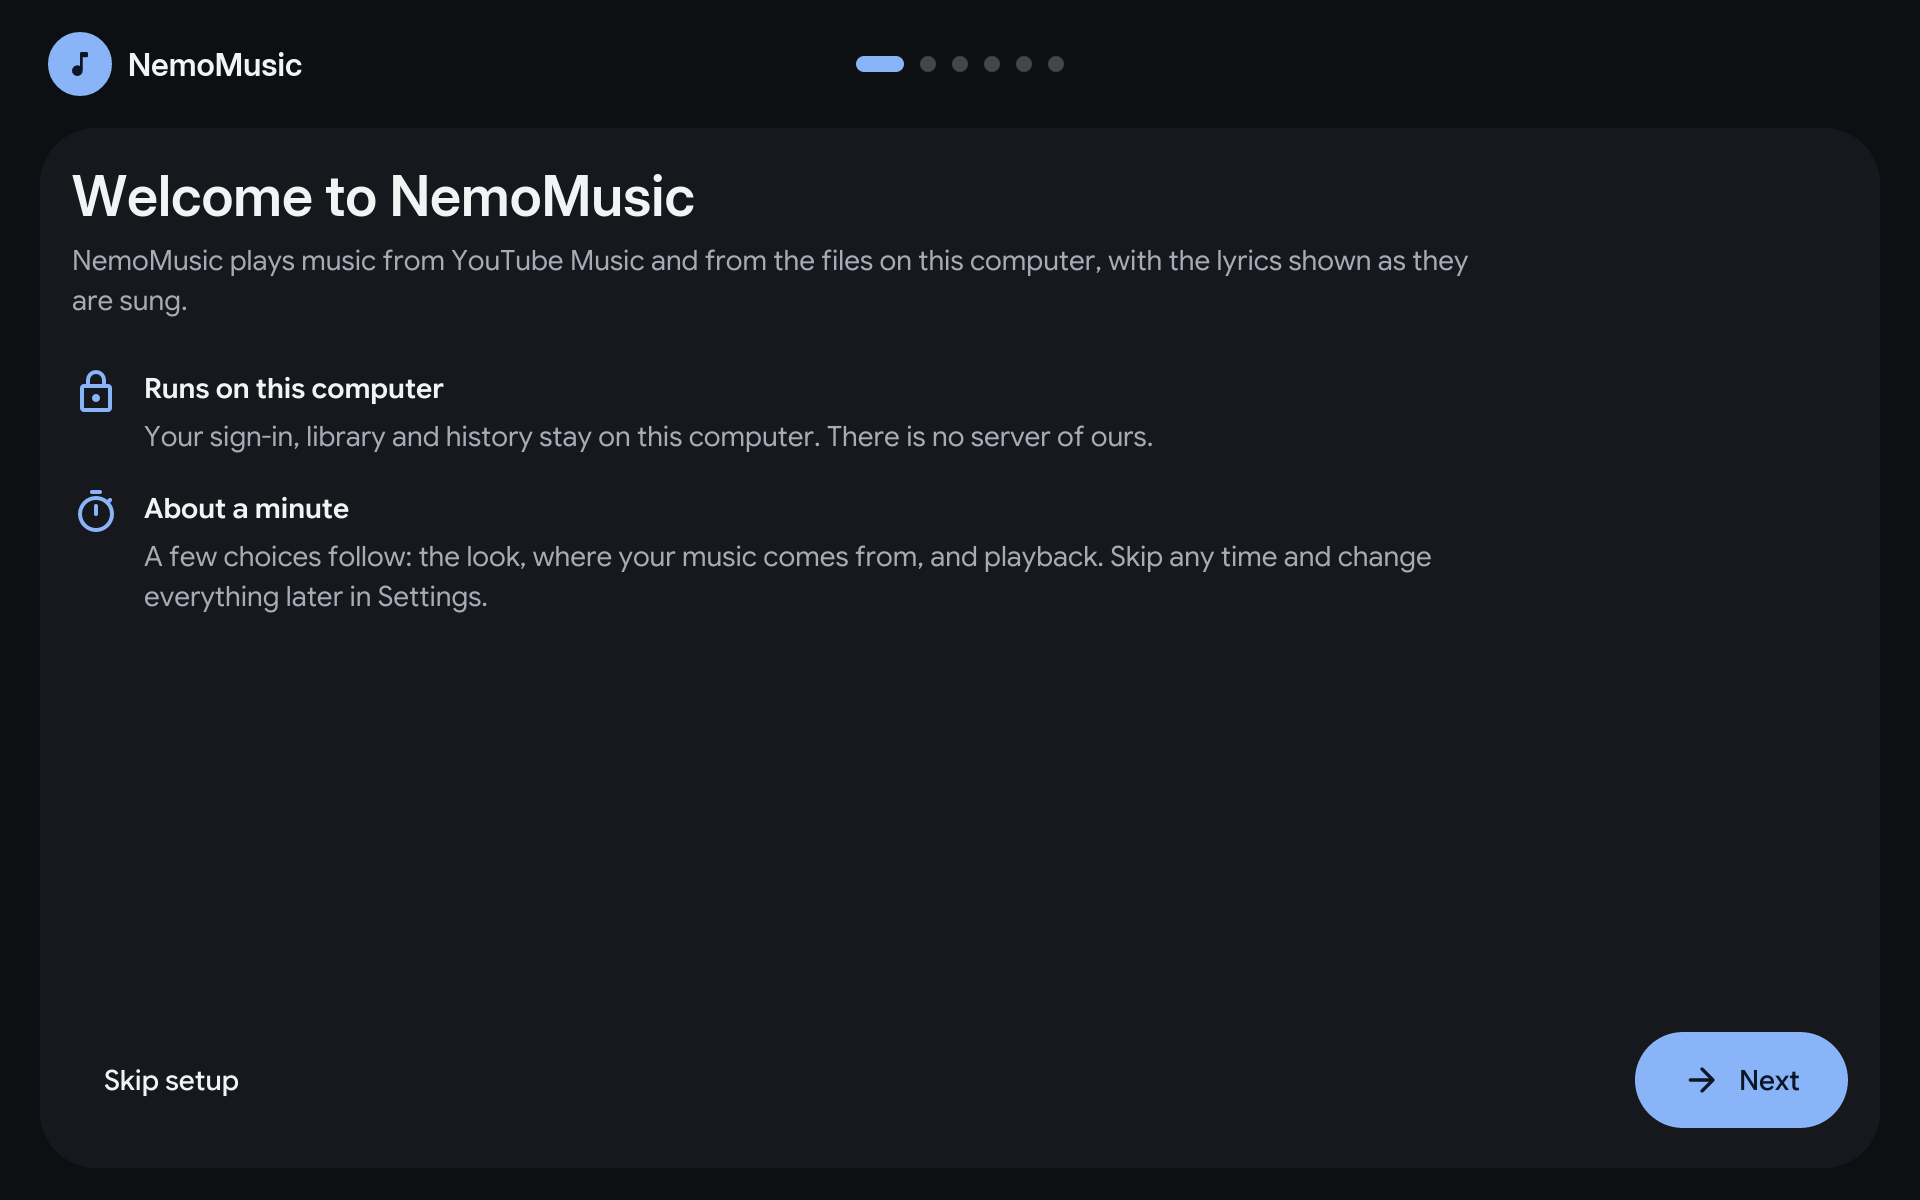 NemoMusic
Welcome to NemoMusic
NemoMusic plays music from YouTube Music and from the files on this computer, with the lyrics shown as they
are sung.
Runs on this computer
Your sign-in, library and history stay on this computer. There is no server of ours.
About a minute
A few choices follow: the look, where your music comes from, and playback. Skip any time and change
everything later in Settings.
Skip setup
Next